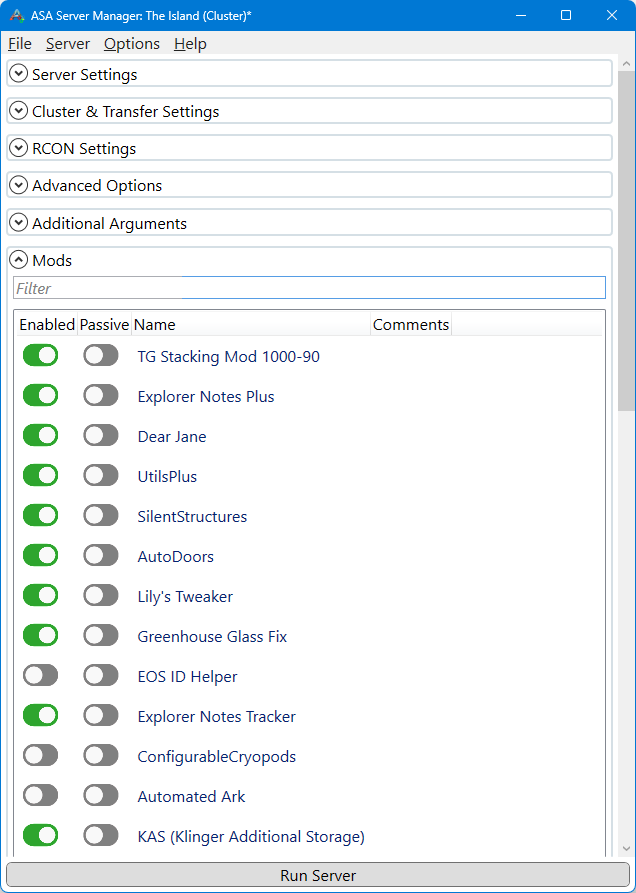 ASA Server Manager: The Island (Cluster)*
File Server Options Help
Server Settings
Cluster & Transfer Settings
RCON Settings
Advanced Options
Additional Arguments
Mods
Filter
Enabled Passive Name Comments
TG Stacking Mod 1000-90
Explorer Notes Plus
Dear Jane
UtilsPlus
SilentStructures
AutoDoors
Lily's Tweaker
Greenhouse Glass Fix
EOS ID Helper
Explorer Notes Tracker
ConfigurableCryopods
Automated Ark
KAS (Klinger Additional Storage)
Run Server